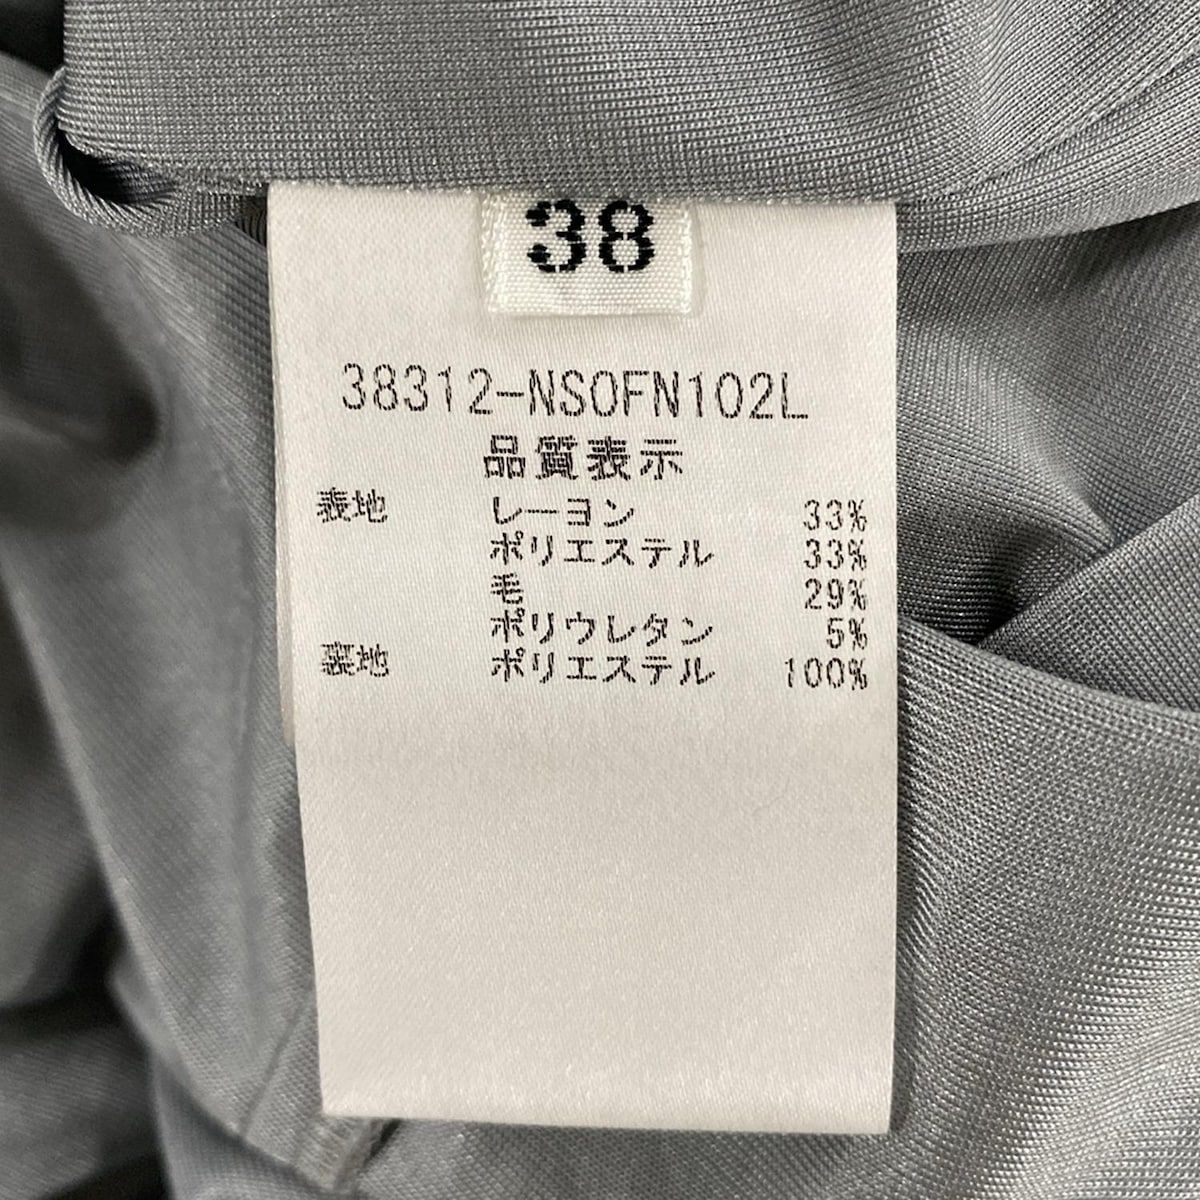 38
38312-NSOFN102L
品質表示
表地 レーヨン 33%
ポリエステル 33%
毛 29%
ポリウレタン 5%
裏地 ポリエステル 100%